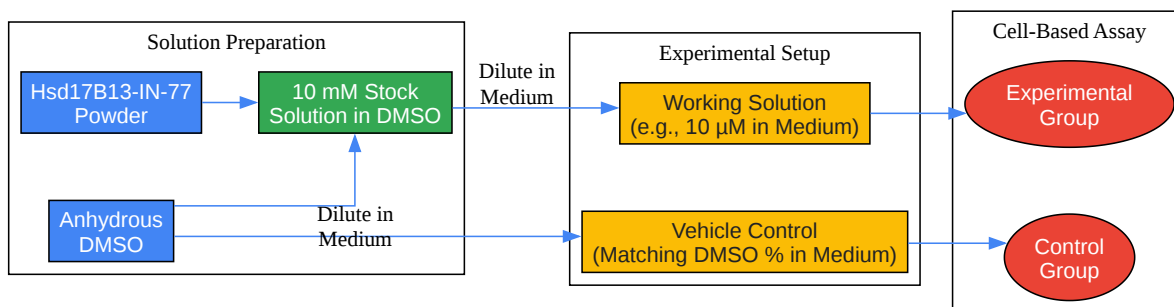 Solution Preparation
Hsd17B13-IN-77
Powder
10 mM Stock
Solution in DMSO
Anhydrous
DMSO
Dilute in
Medium
Dilute in
Medium
Experimental Setup
Working Solution
(e.g., 10 µM in Medium)
Vehicle Control
(Matching DMSO % in Medium)
Cell-Based Assay
Experimental
Group
Control
Group